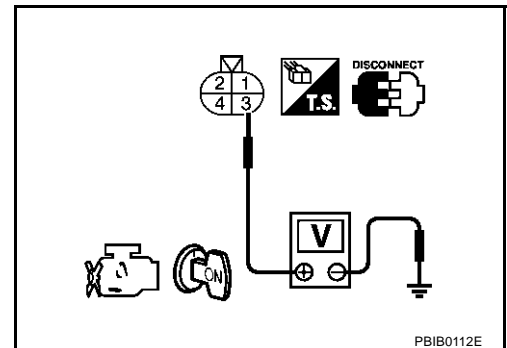 DISCONNECT
2 1
4 3
T.S.
V
+ −
ON
PBIB0112E